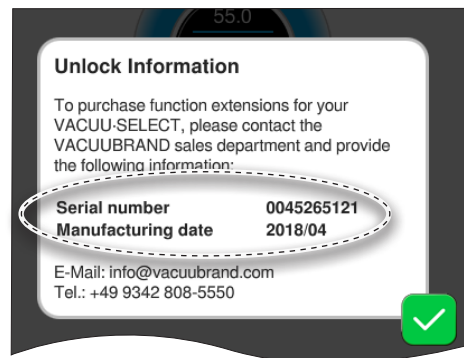 55.0
Unlock Information
To purchase function extensions for your
VACUU·SELECT, please contact the
VACUUBRAND sales department and provide
the following information:
Serial number 0045265121
Manufacturing date 2018/04
E-Mail: info@vacuubrand.com
Tel.: +49 9342 808-5550